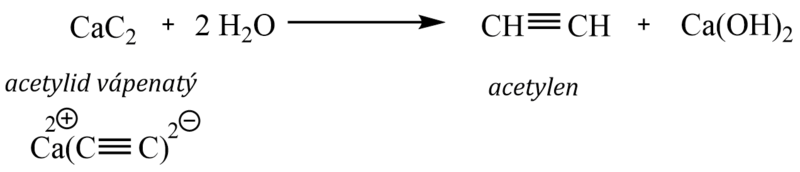 CaC₂ + 2 H₂O ⟶ CH≡CH + Ca(OH)₂
acetylid vápenatý acetylen
Ca²⊕(C≡C)²⊖